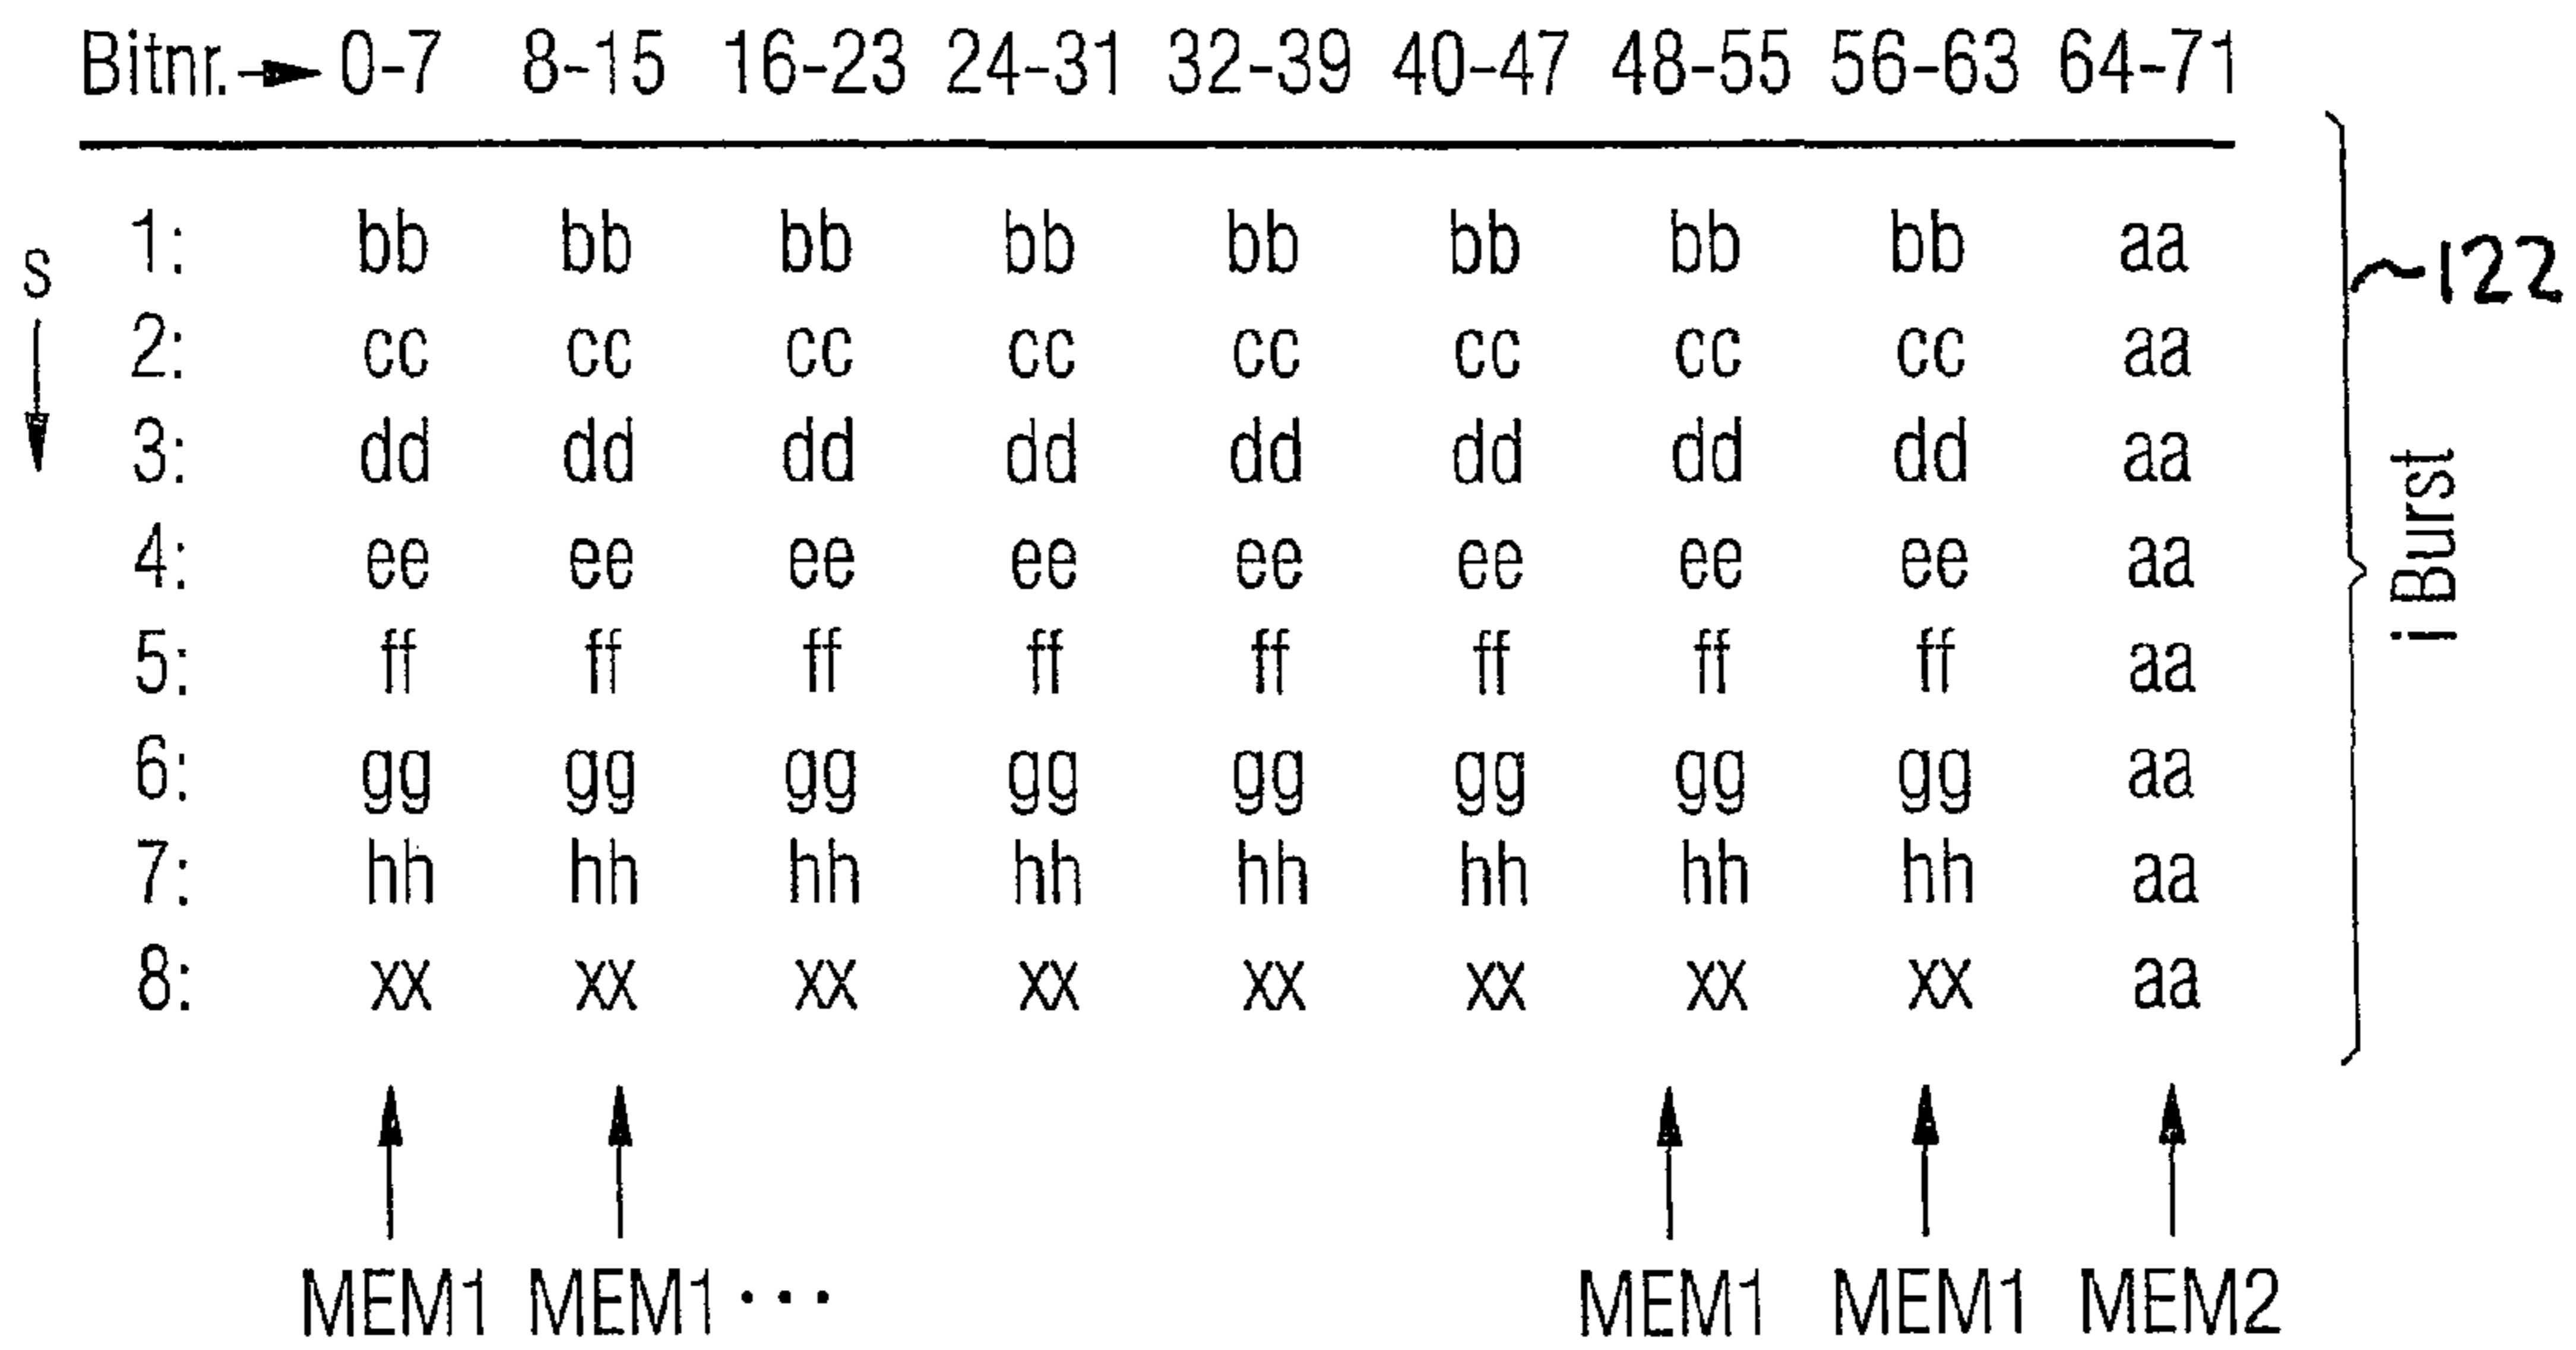 Bitnr. → 0-7 8-15 16-23 24-31 32-39 40-47 48-55 56-63 64-71
1: bb bb bb bb bb bb bb bb aa
s
122
2: cc cc cc cc cc cc cc cc aa
3: dd dd dd dd dd dd dd dd aa
4: ee ee ee ee ee ee ee ee aa
i Burst
5: ff ff ff ff ff ff ff ff aa
6: gg gg gg gg gg gg gg gg aa
7: hh hh hh hh hh hh hh hh aa
8: xx xx xx xx xx xx xx xx aa
MEM1 MEM1 ... MEM1 MEM1 MEM2